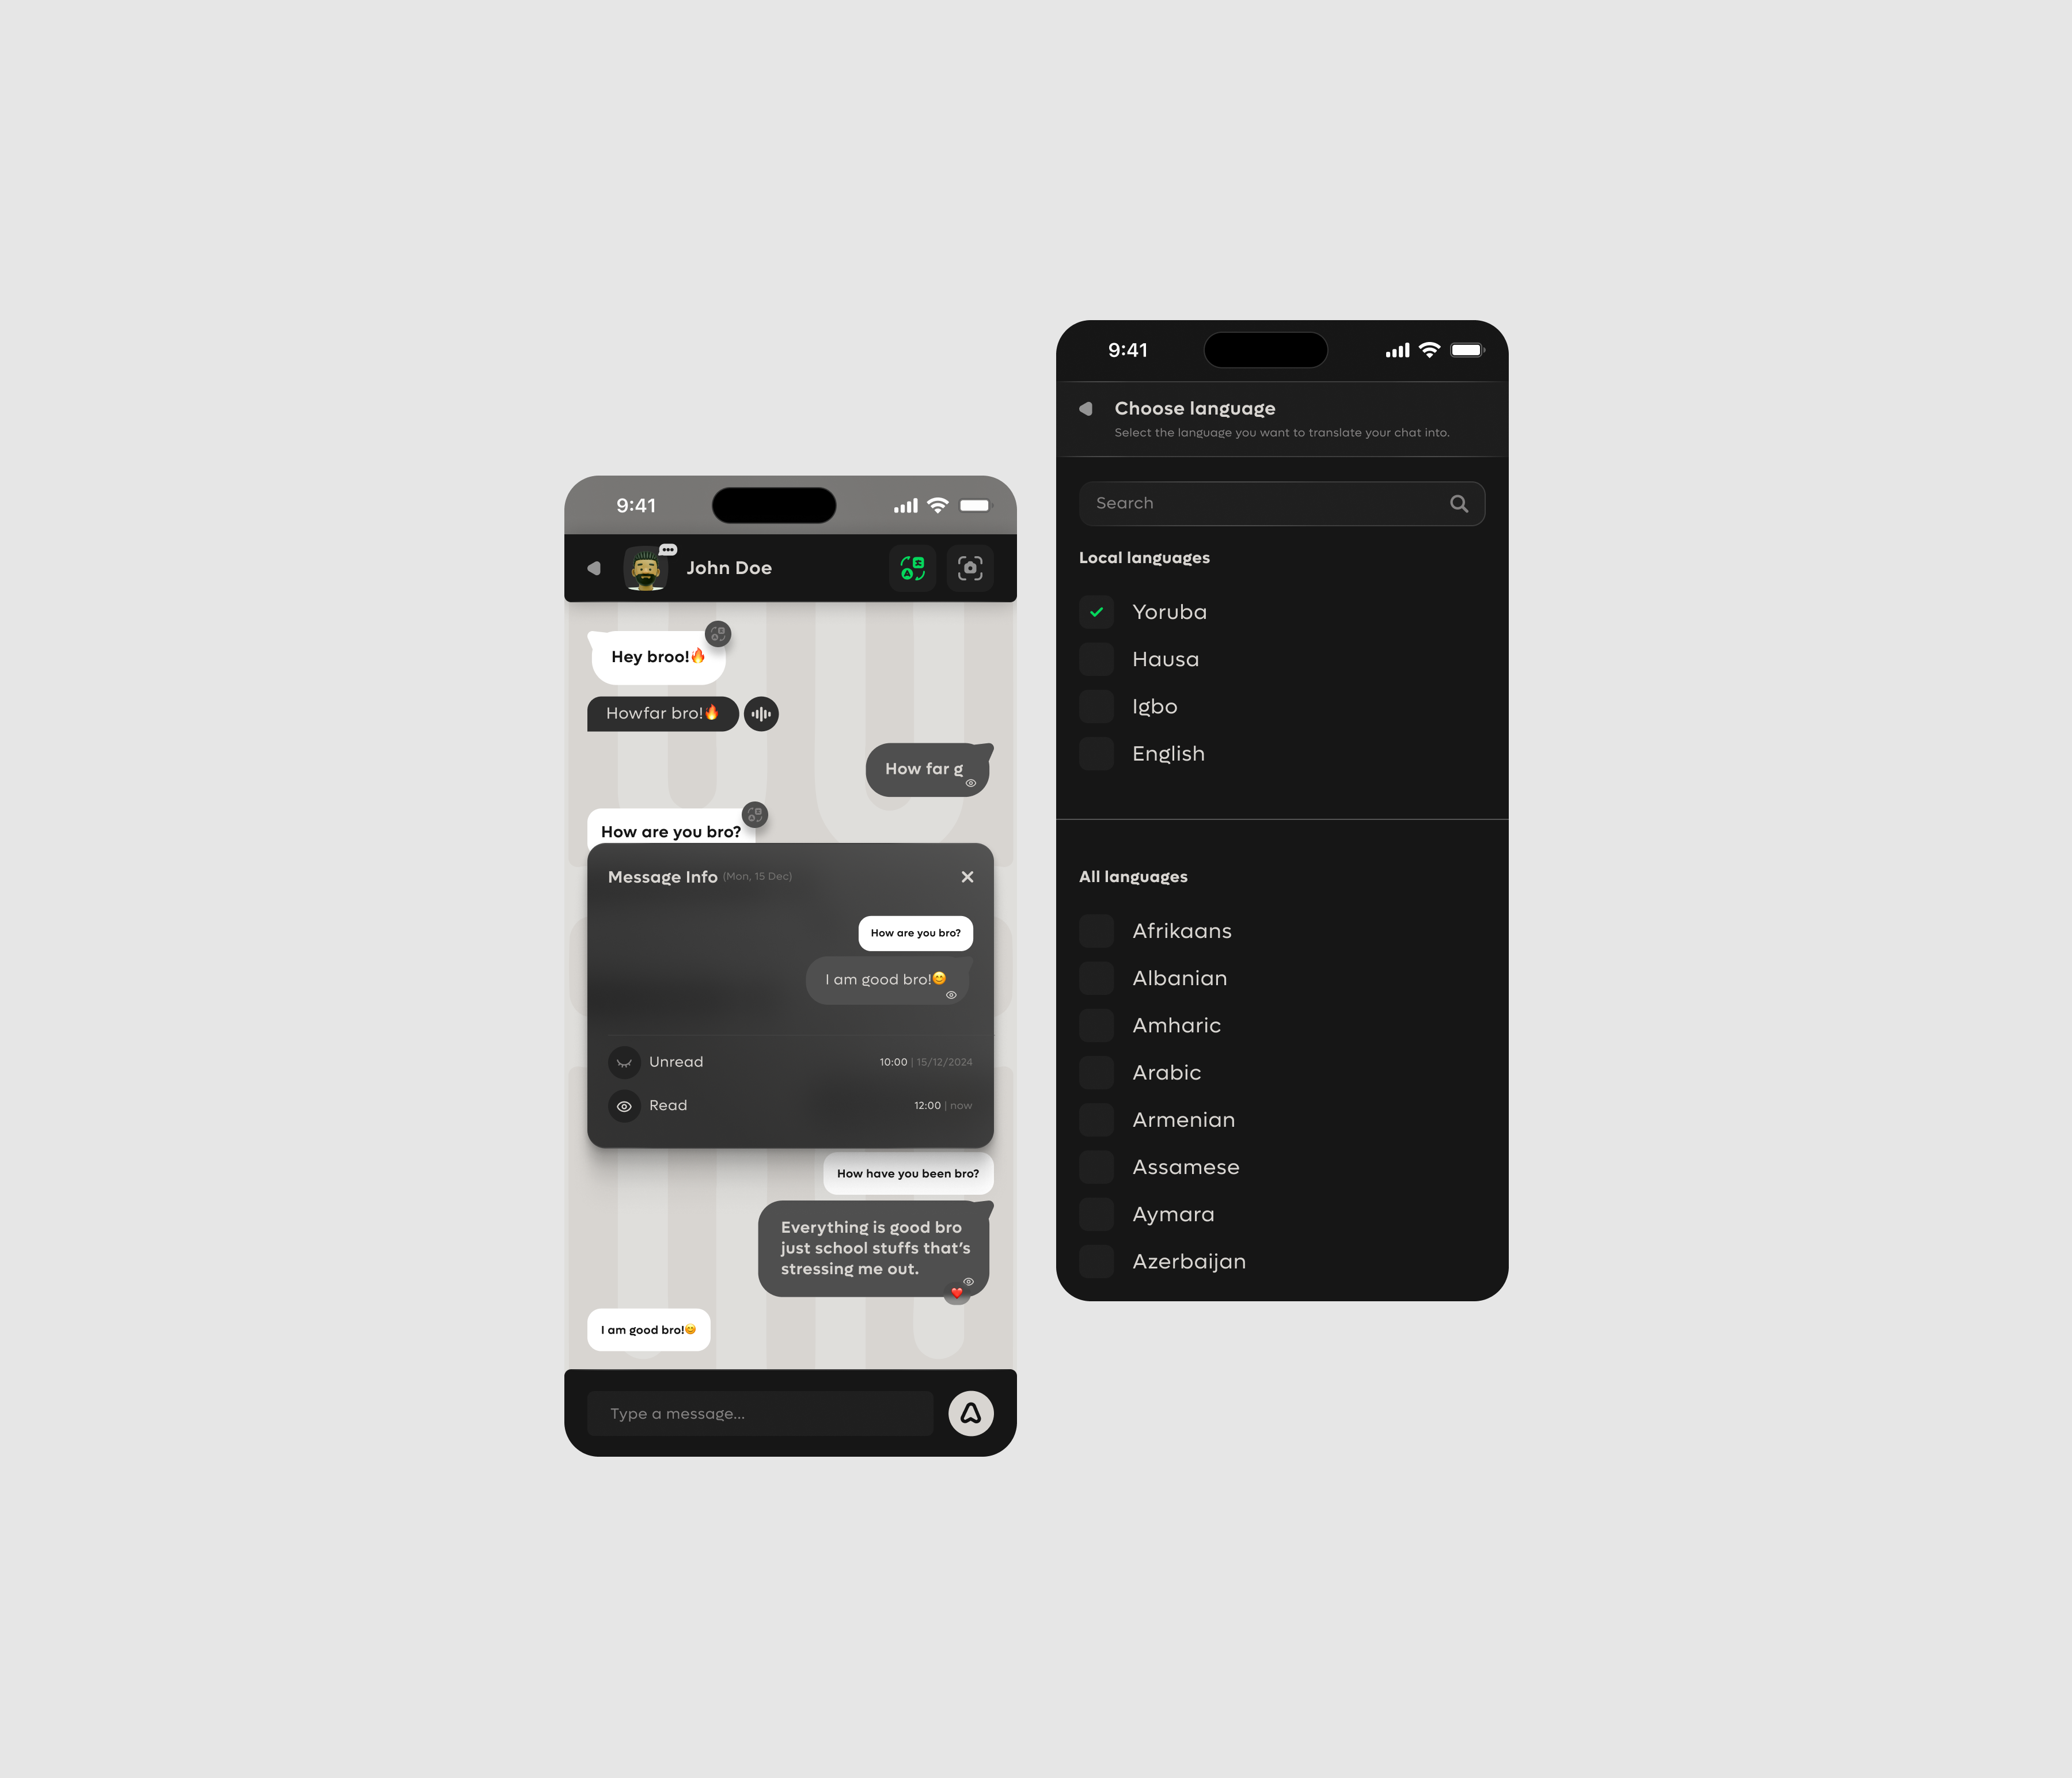 9:41
John Doe
Hey broo!🔥
Howfar bro!🔥
How far g
How are you bro?
Message Info (Mon, 15 Dec)
How are you bro?
I am good bro!😊
Unread
10:00 | 15/12/2024
Read
12:00 | now
How have you been bro?
Everything is good bro
just school stuffs that's
stressing me out.
I am good bro!😊
Type a message...
9:41
Choose language
Select the language you want to translate your chat into.
Search
Local languages
Yoruba
Hausa
Igbo
English
All languages
Afrikaans
Albanian
Amharic
Arabic
Armenian
Assamese
Aymara
Azerbaijan